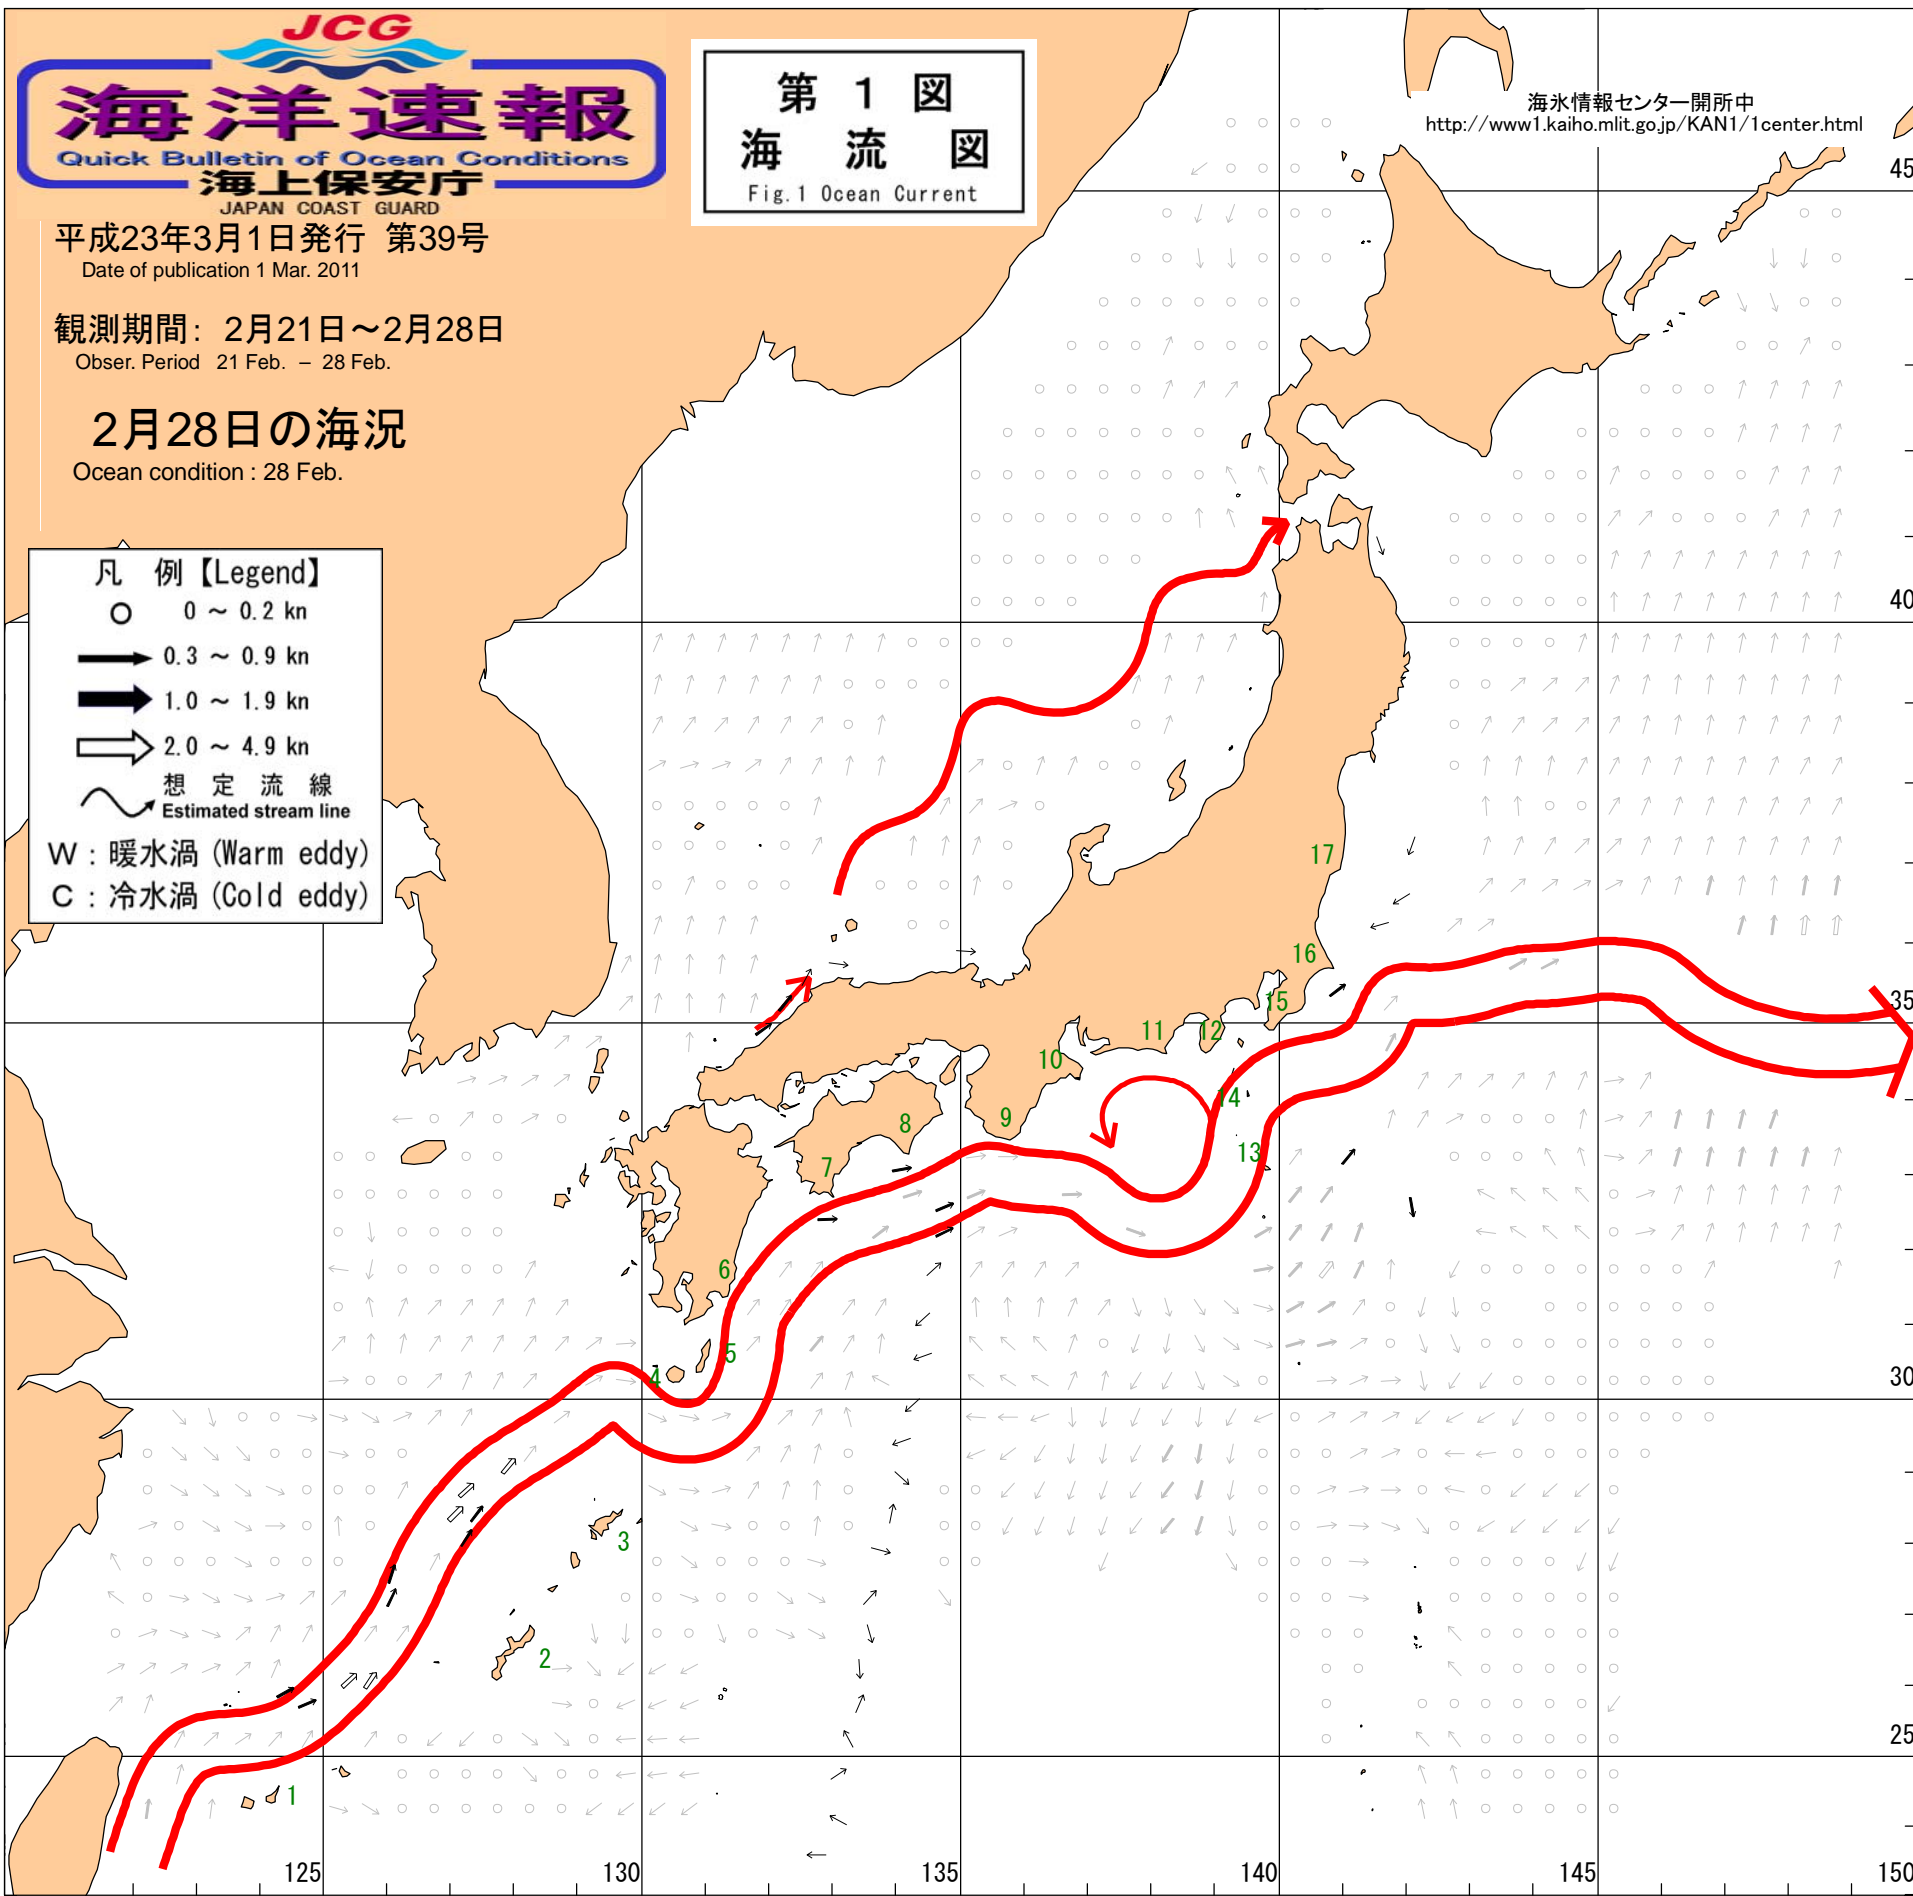 JCG
海洋速報
Quick Bulletin of Ocean Conditions
海上保安庁
JAPAN COAST GUARD
第 1 図
海 流 図
Fig.1 Ocean Current
海氷情報センター開所中
http://www1.kaiho.mlit.go.jp/KAN1/1center.html
平成23年3月1日発行 第39号
Date of publication 1 Mar. 2011
観測期間: 2月21日～2月28日
Obser. Period 21 Feb. – 28 Feb.
2月28日の海況
Ocean condition : 28 Feb.
凡 例【Legend】
0 ～ 0.2 kn
0.3 ～ 0.9 kn
1.0 ～ 1.9 kn
2.0 ～ 4.9 kn
想 定 流 線
Estimated stream line
W : 暖水渦 (Warm eddy)
C : 冷水渦 (Cold eddy)
45
40
35
30
25
17
16
15
12
11
10
14
9
8
13
7
6
5
4
3
2
1
125
130
135
140
145
150